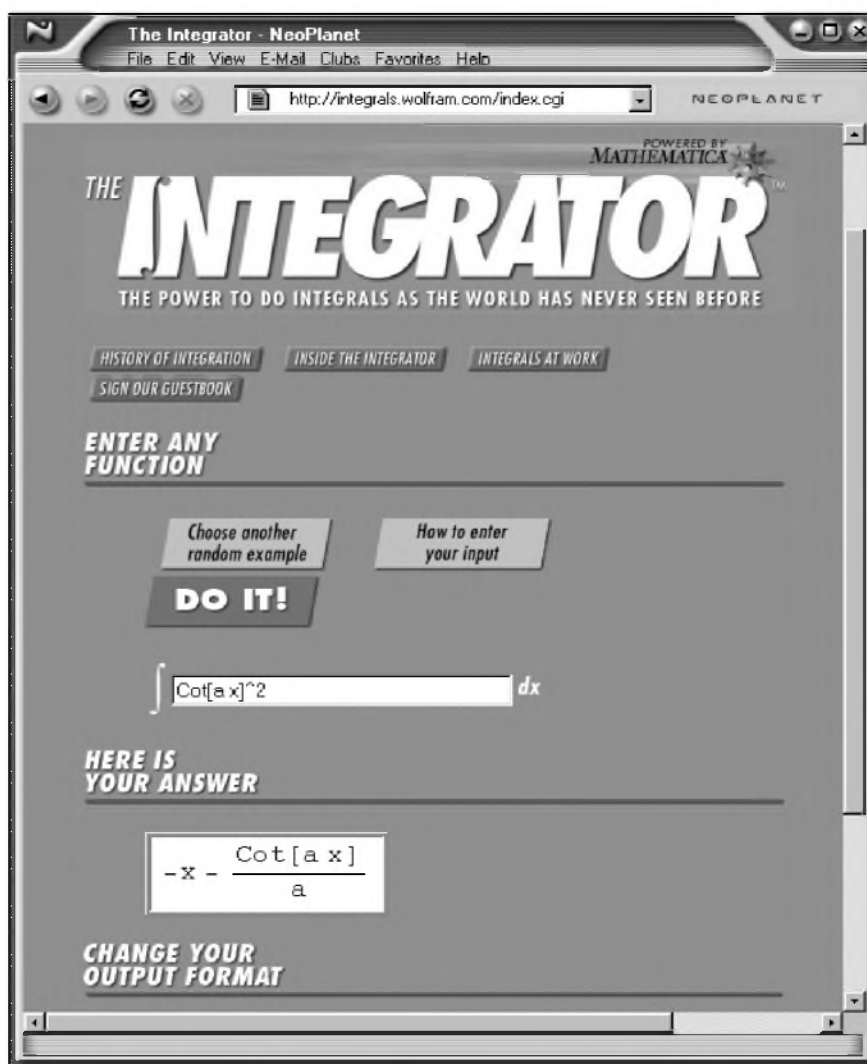 The Integrator - NeoPlanet
File Edit View E-Mail Clubs Favorites Help
http://integrals.wolfram.com/index.cgi
NEOPLANET
POWERED BY
MATHEMATICA
THE
INTEGRATOR
TM
THE POWER TO DO INTEGRALS AS THE WORLD HAS NEVER SEEN BEFORE
HISTORY OF INTEGRATION INSIDE THE INTEGRATOR INTEGRALS AT WORK
SIGN OUR GUESTBOOK
ENTER ANY
FUNCTION
Choose another
random example
How to enter
your input
DO IT!
∫ Cot[a x]^2 dx
HERE IS
YOUR ANSWER
-x - Cot[a x]
a
CHANGE YOUR
OUTPUT FORMAT